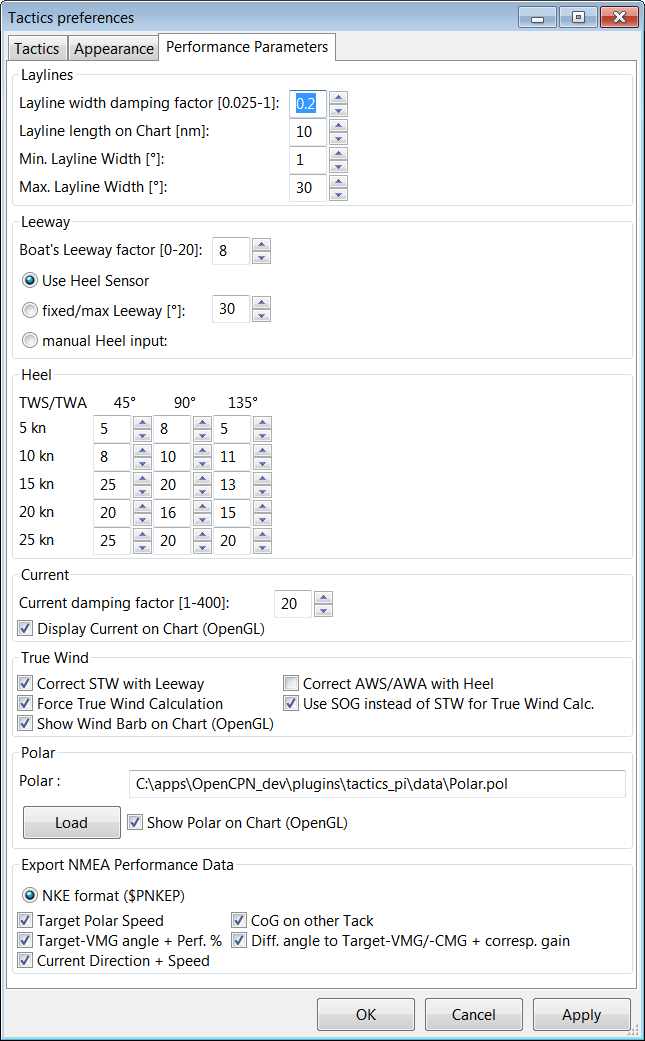 Tactics preferences
Tactics Appearance Performance Parameters
Laylines
Layline width damping factor [0.025-1]: 0.2
Layline length on Chart [nm]: 10
Min. Layline Width [°]: 1
Max. Layline Width [°]: 30
Leeway
Boat's Leeway factor [0-20]: 8
Use Heel Sensor
fixed/max Leeway [°]: 30
manual Heel input:
Heel
TWS/TWA 45° 90° 135°
5 kn 5 8 5
10 kn 8 10 11
15 kn 25 20 13
20 kn 20 16 15
25 kn 25 20 20
Current
Current damping factor [1-400]: 20
Display Current on Chart (OpenGL)
True Wind
Correct STW with Leeway Correct AWS/AWA with Heel
Force True Wind Calculation Use SOG instead of STW for True Wind Calc.
Show Wind Barb on Chart (OpenGL)
Polar
Polar : C:\apps\OpenCPN_dev\plugins\tactics_pi\data\Polar.pol
Load Show Polar on Chart (OpenGL)
Export NMEA Performance Data
NKE format ($PNKEP)
Target Polar Speed CoG on other Tack
Target-VMG angle + Perf. % Diff. angle to Target-VMG/-CMG + corresp. gain
Current Direction + Speed
OK Cancel Apply